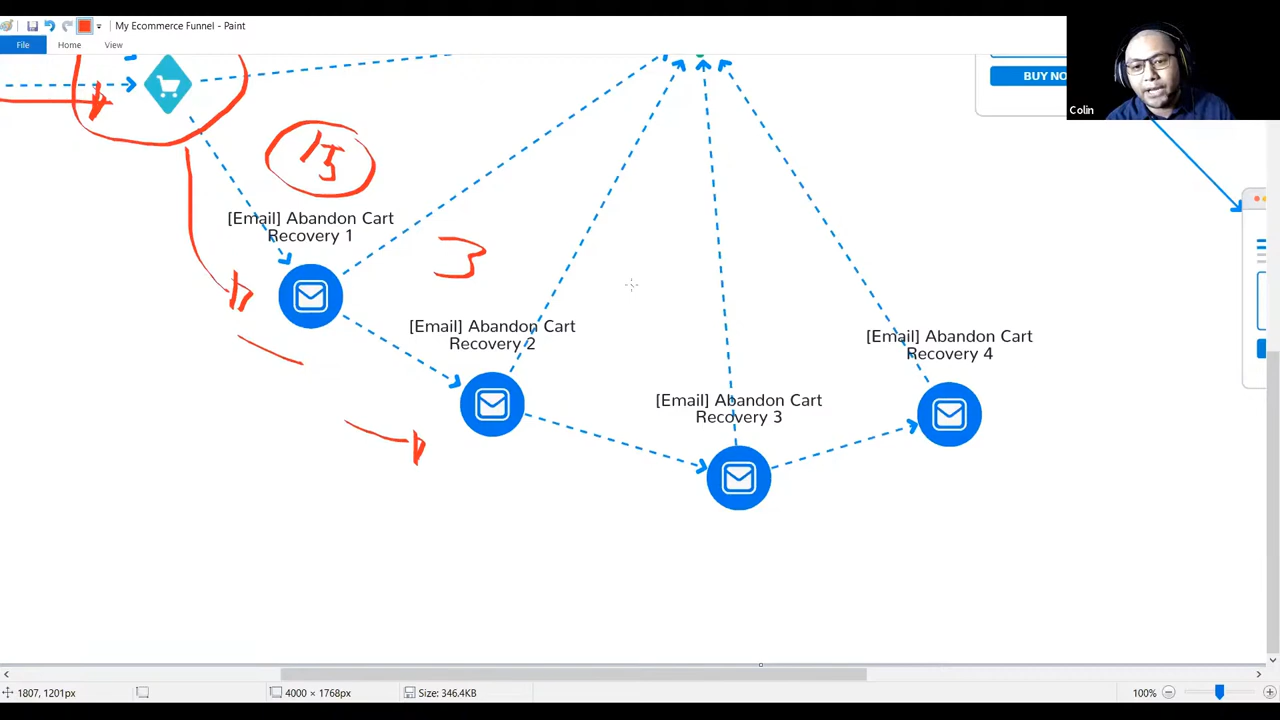 My Ecommerce Funnel - Paint
File
Home
View
BUY NO
Colin
15
[Email] Abandon Cart
Recovery 1
3
[Email] Abandon Cart
Recovery 2
[Email] Abandon Cart
Recovery 4
[Email] Abandon Cart
Recovery 3
1807, 1201px
4000 × 1768px
Size: 346.4KB
100%